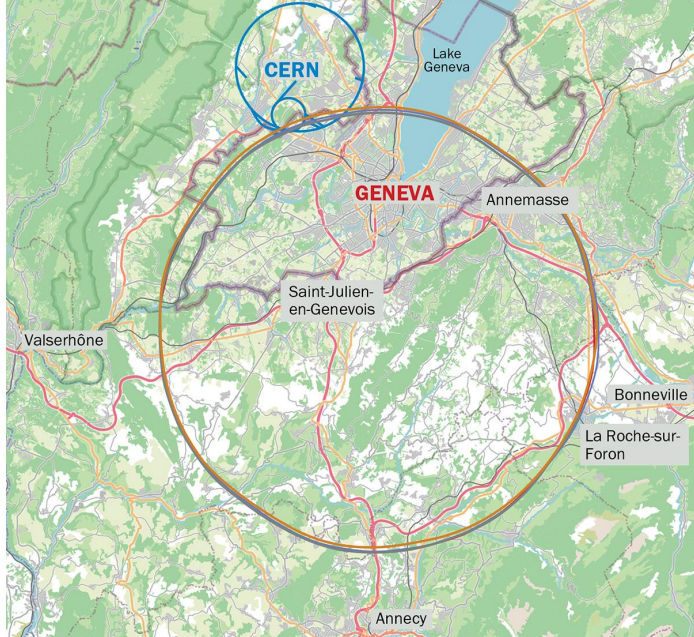 Lake
Geneva
CERN
GENEVA
Annemasse
Saint-Julien-
en-Genevois
Valserhône
Bonneville
La Roche-sur-
Foron
Annecy